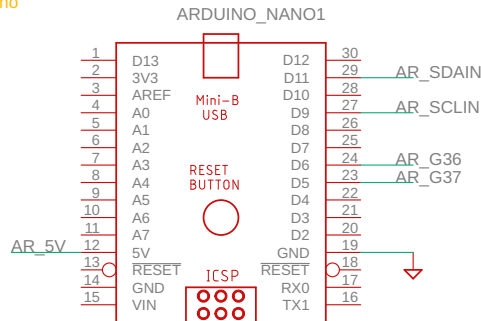 no
ARDUINO_NANO1
1 D13 D12 30
2 3V3 D11 29 AR_SDAIN
3 AREF D10 28
4 A0 D9 27 AR_SCLIN
5 A1 D8 26
6 A2 D7 25
7 A3 D6 24 AR_G36
8 A4 D5 23 AR_G37
9 A5 D4 22
10 A6 D3 21
11 A7 D2 20
AR_5V 12 5V GND 19
13 RESET RESET 18
14 GND RX0 17
15 VIN TX1 16
Mini-B
USB
RESET
BUTTON
ICSP